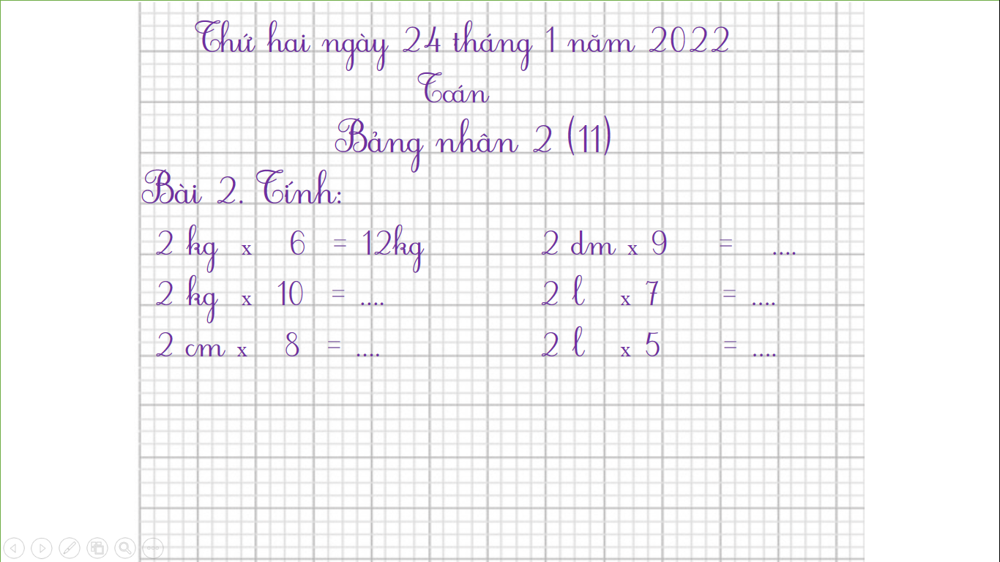 Thứ hai ngày 24 tháng 1 năm 2022
Toán
Bảng nhân 2 (11)
Bài 2. Tính:
2 kg x 6 = 12kg 2 dm x 9 = ....
2 kg x 10 = .... 2 l x 7 = ....
2 cm x 8 = .... 2 l x 5 = ....